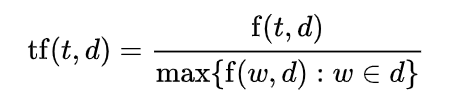 tf(t, d) = f(t, d) / max{f(w, d) : w ∈ d}